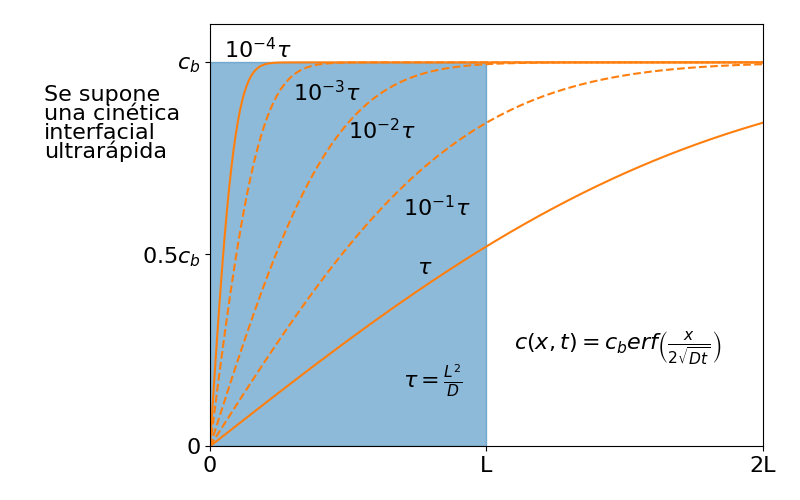 10⁻⁴τ
c_b
Se supone
una cinética
interfacial
ultrarápida
10⁻³τ
10⁻²τ
10⁻¹τ
0.5c_b
τ
c(x, t) = c_b erf(x / 2√Dt)
τ = L² / D
0
0
L
2L